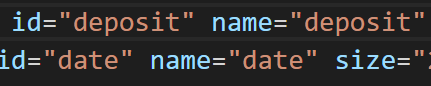 id="deposit" name="deposit"
id="date" name="date" size="